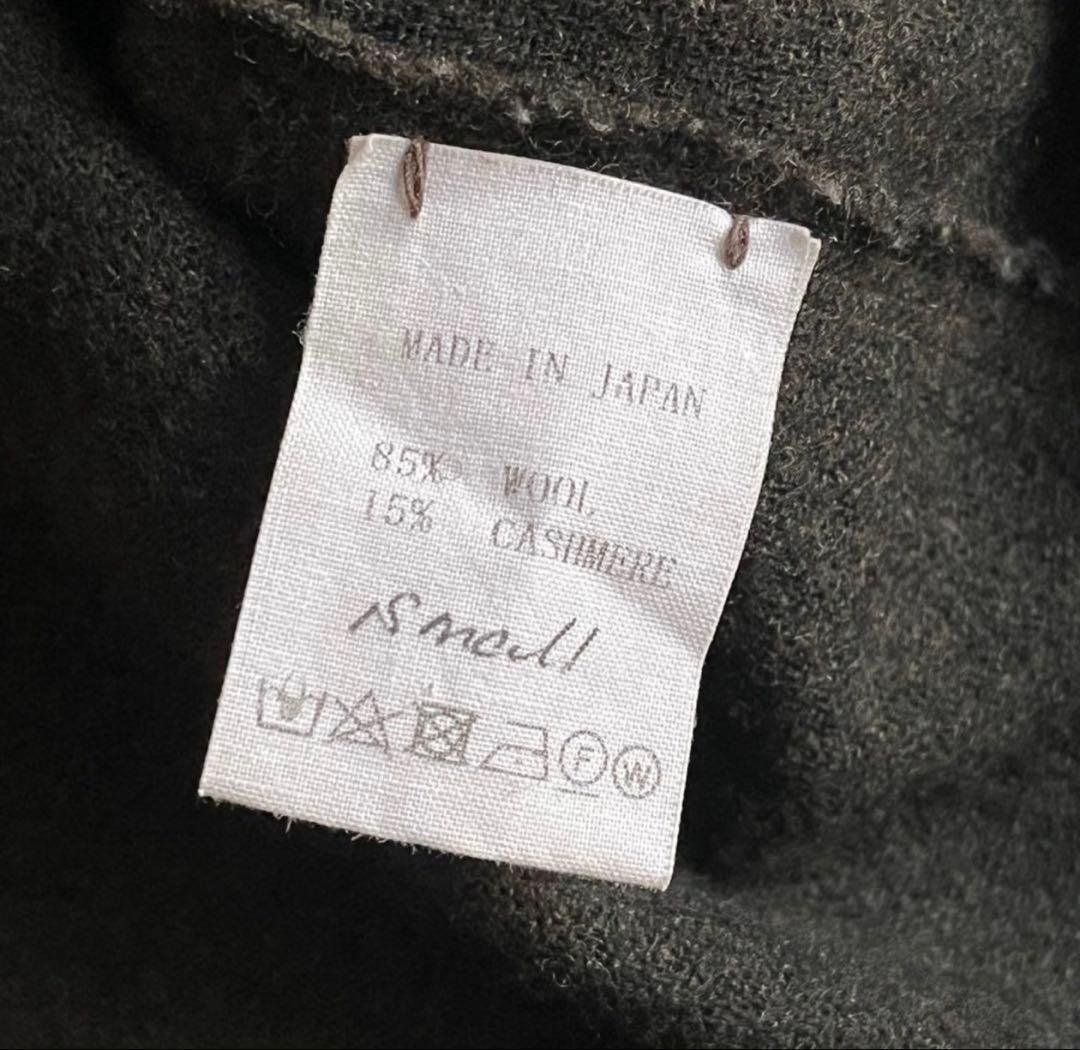 MADE IN JAPAN
85% WOOL
15% CASHMERE
Small
F W